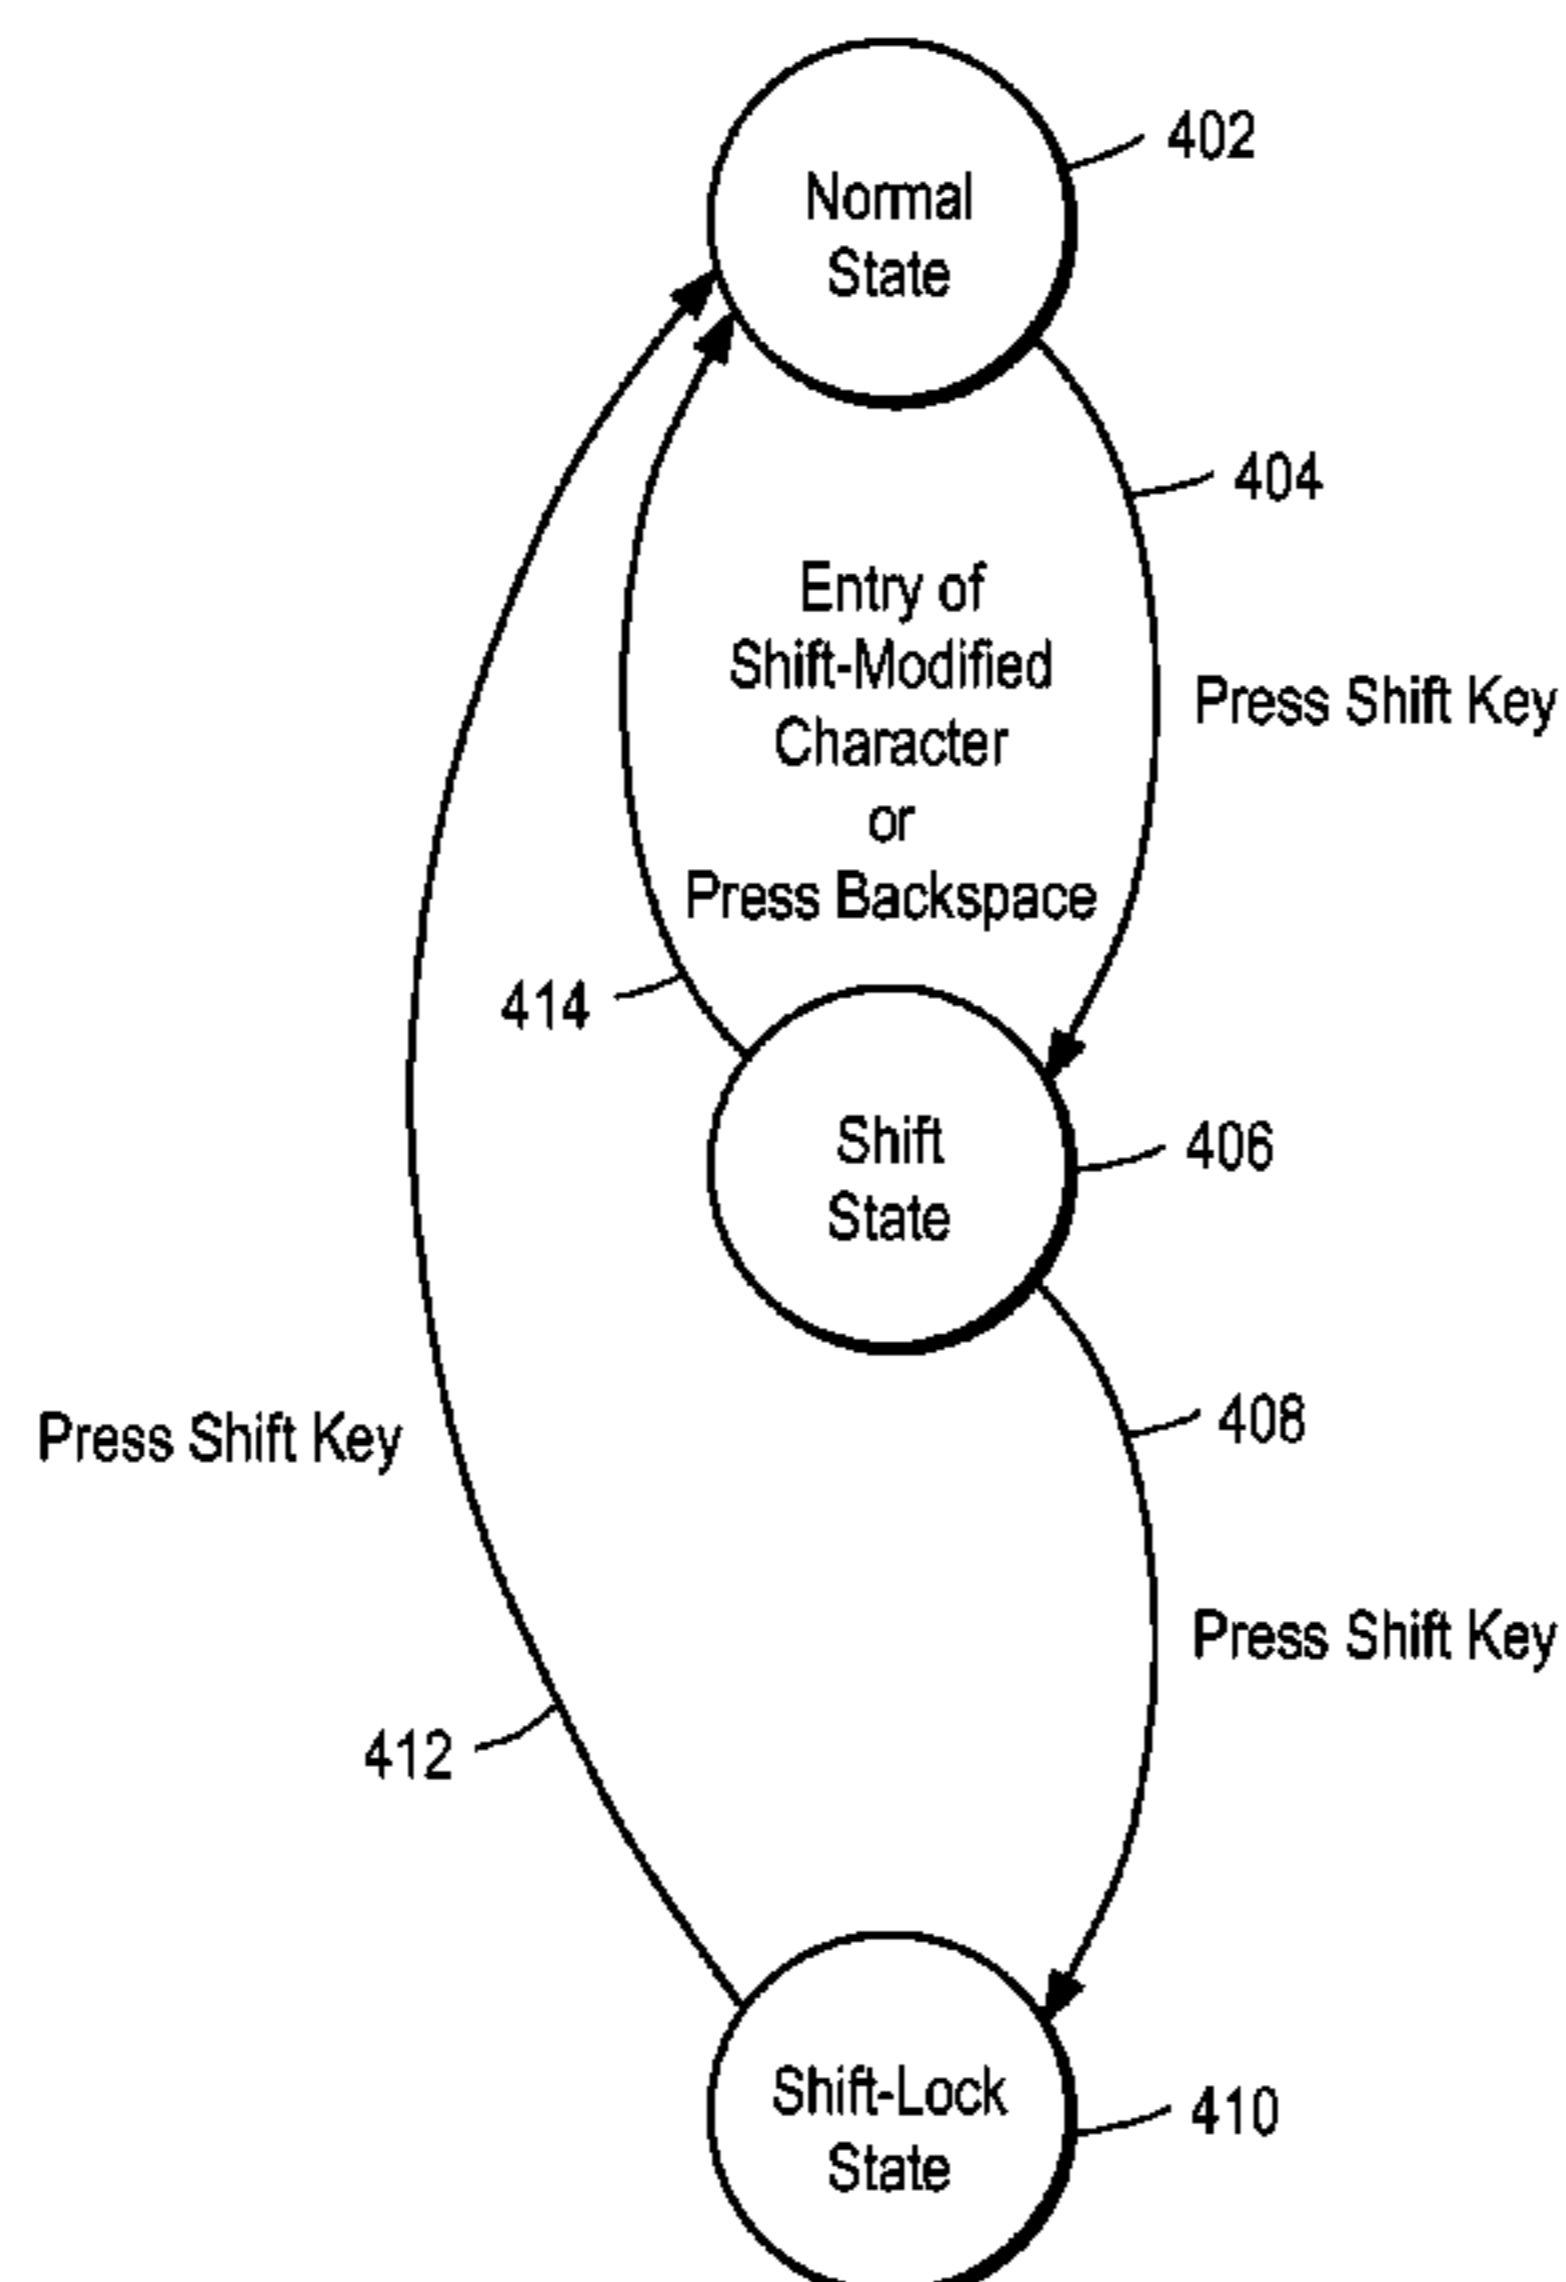 402
Normal
State
404
Entry of
Shift-Modified
Character
or
Press Backspace
Press Shift Key
414
Shift
State
406
408
Press Shift Key
Press Shift Key
412
Shift-Lock
State
410